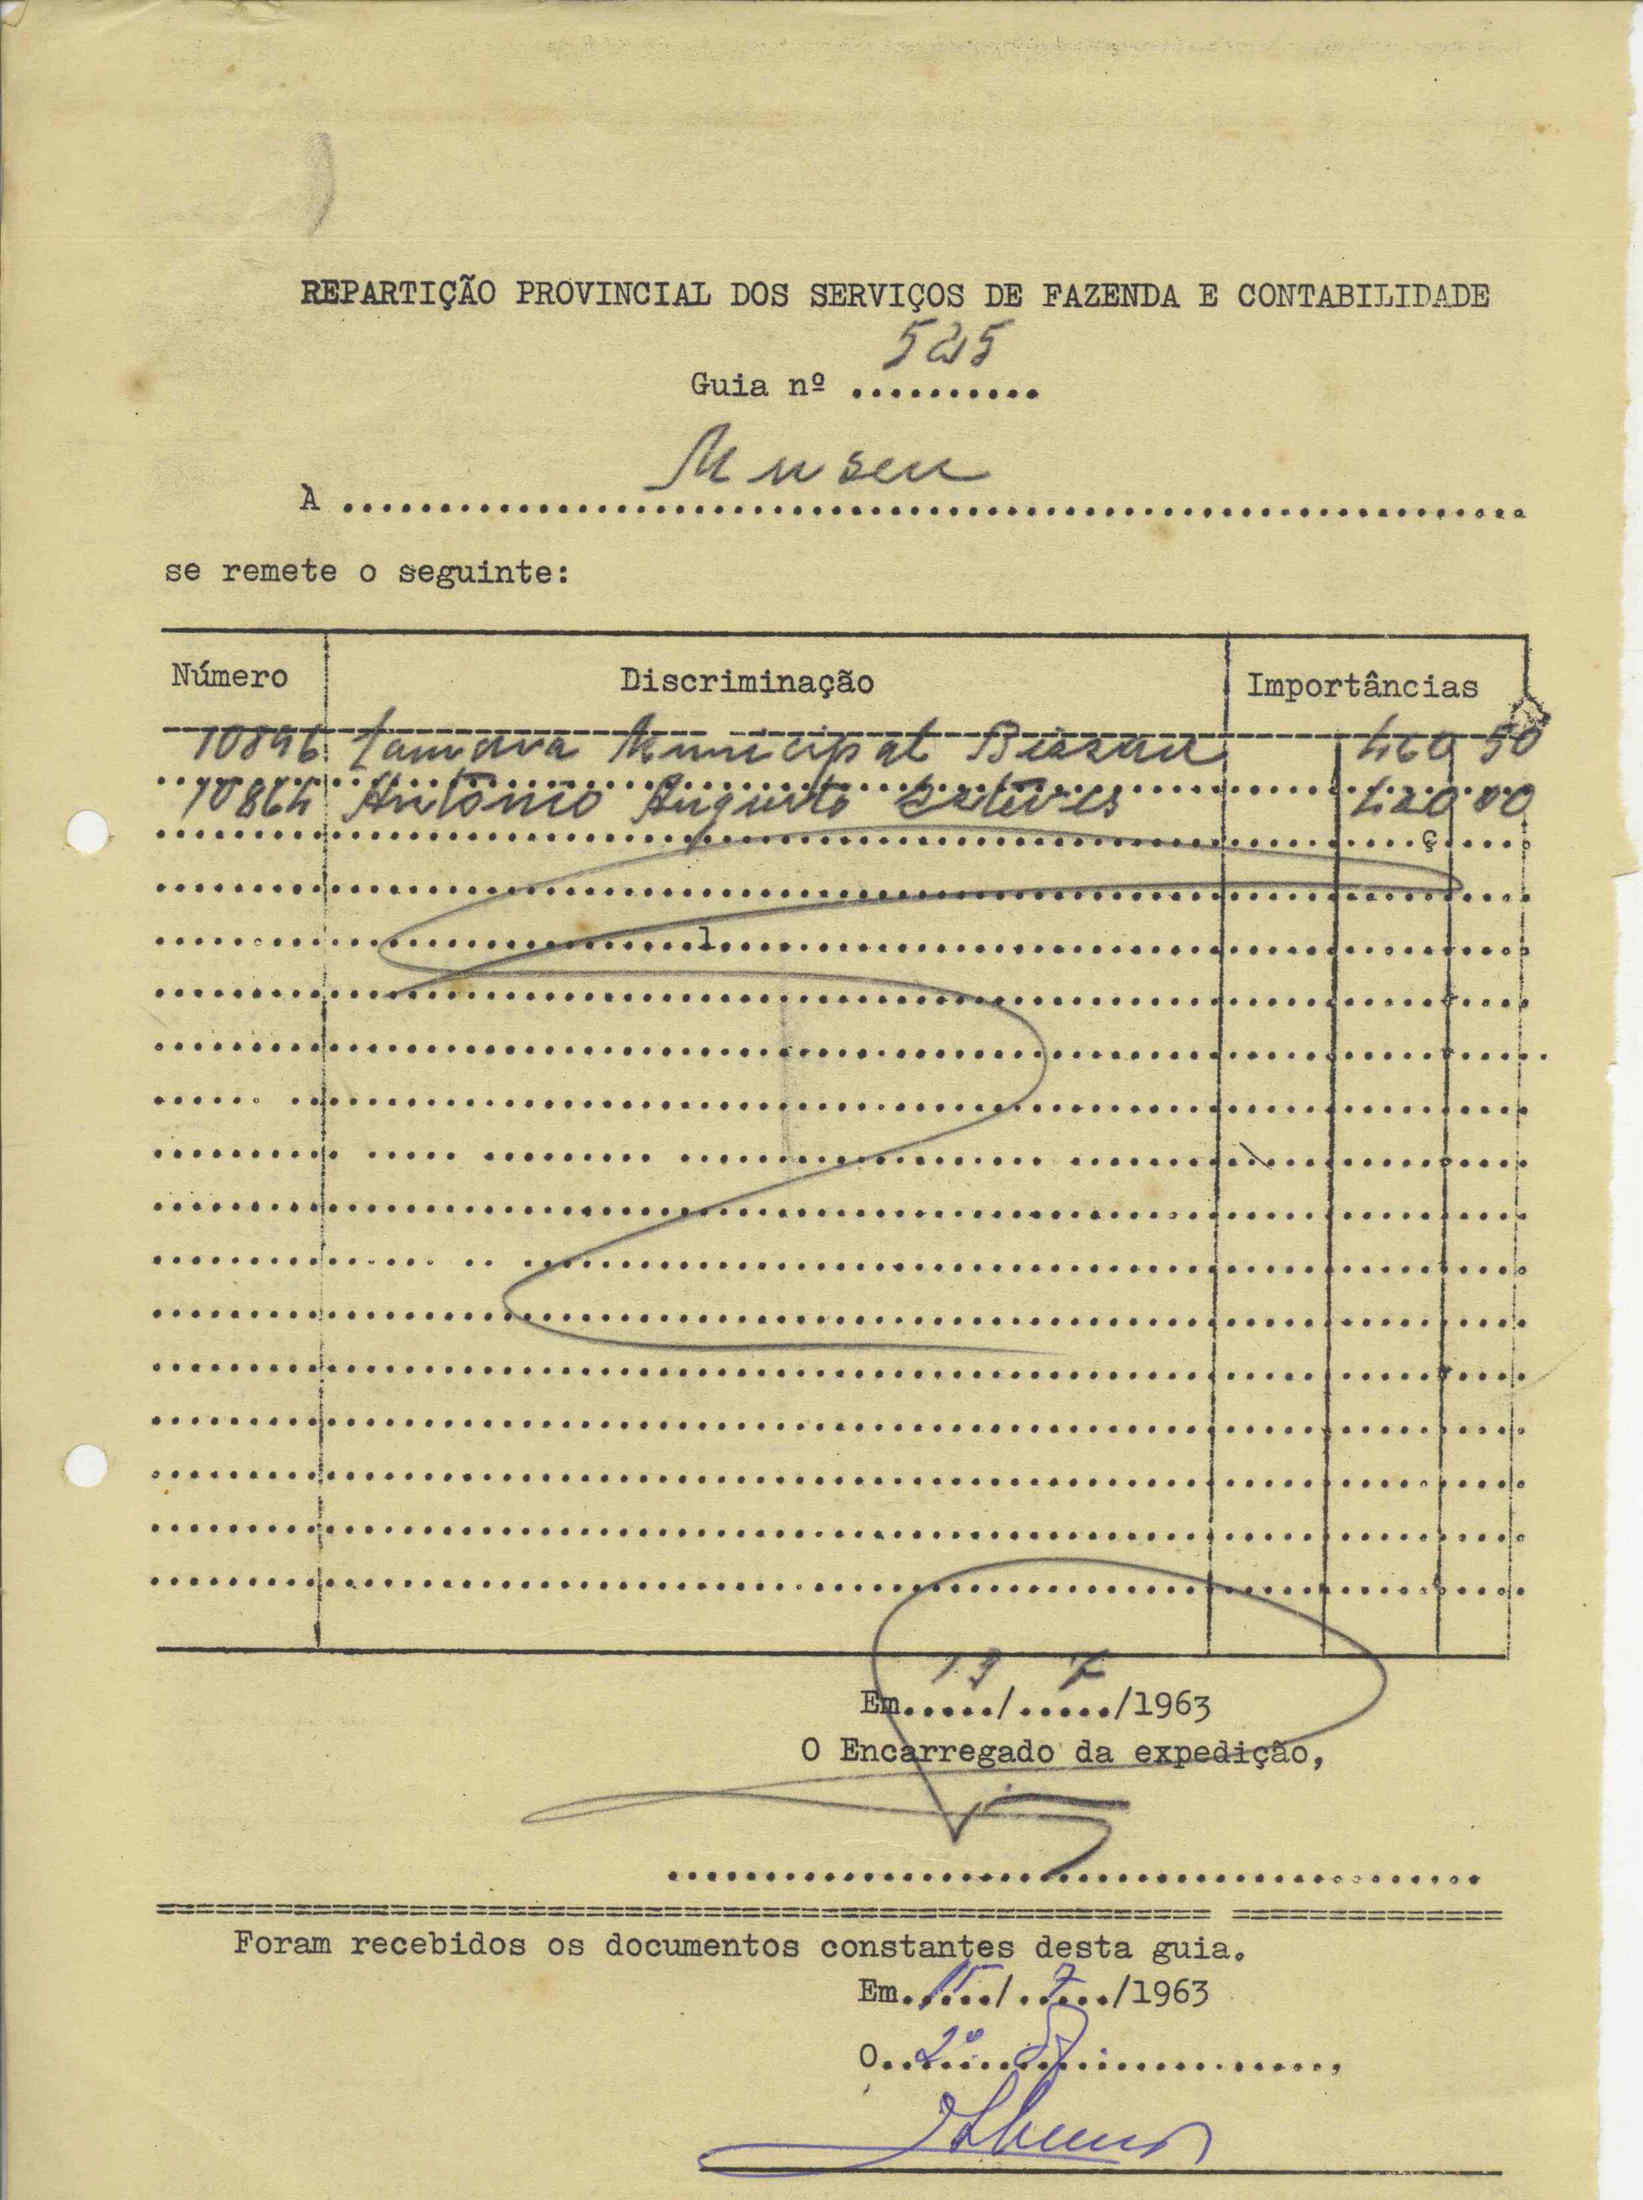 REPARTIÇÃO PROVINCIAL DOS SERVIÇOS DE FAZENDA E CONTABILIDADE
525
Guia nº ..........
Museu
A ..............................................................
se remete o seguinte:
Número Discriminação Importâncias
10896 Camara Municipal Bissau 460 50
10864 António Augusto Esteves 420 00
Em 19 / 7 /1963
O Encarregado da expedição,
Foram recebidos os documentos constantes desta guia.
Em 15 / 7 /1963
O 2º